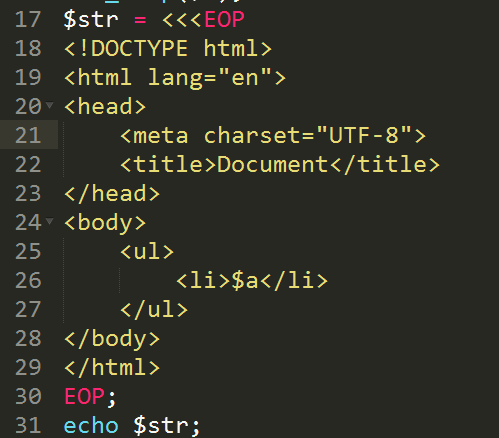 17 $str = <<<EOP
18 <!DOCTYPE html>
19 <html lang="en">
20 <head>
21     <meta charset="UTF-8">
22     <title>Document</title>
23 </head>
24 <body>
25     <ul>
26         <li>$a</li>
27     </ul>
28 </body>
29 </html>
30 EOP;
31 echo $str;